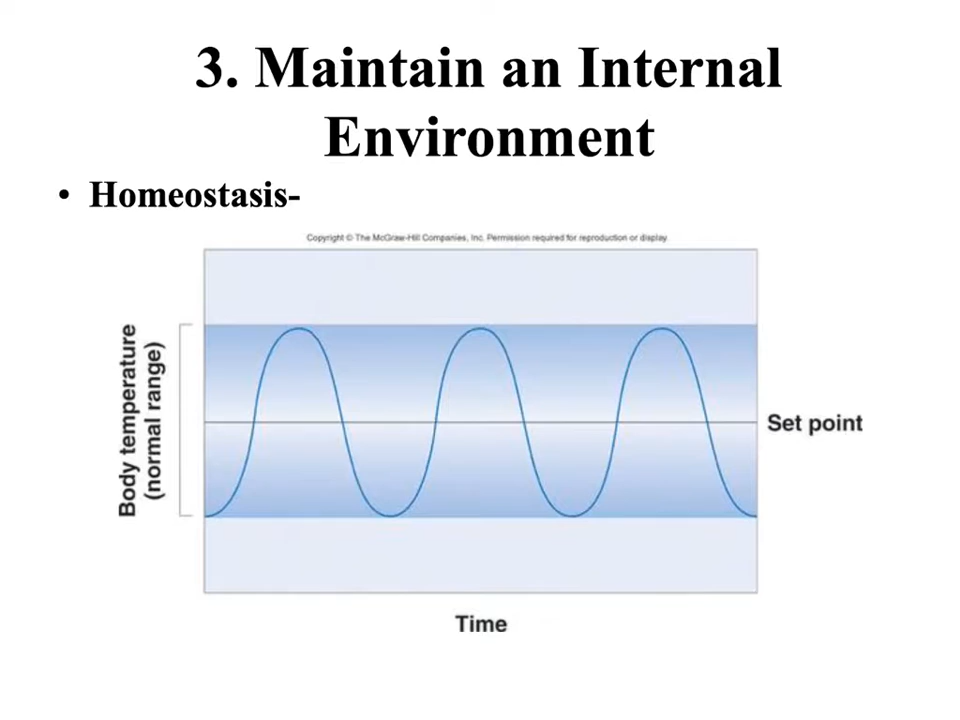 3. Maintain an Internal
Environment
• Homeostasis-
Copyright © The McGraw-Hill Companies, Inc. Permission required for reproduction or display.
Body temperature
(normal range)
Set point
Time